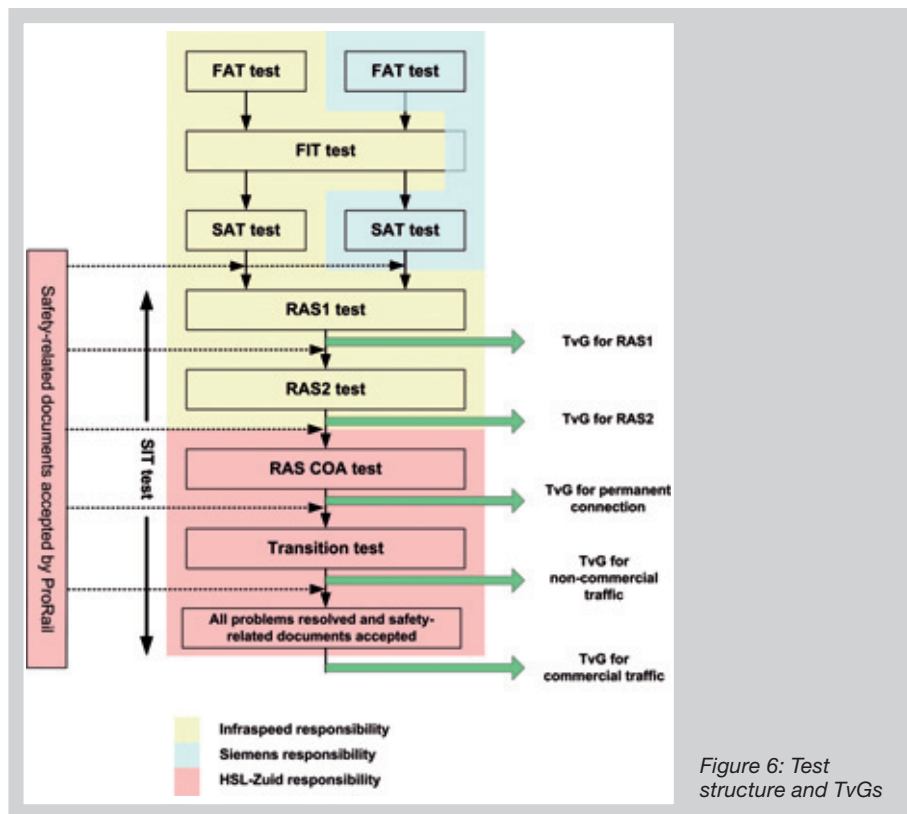 FAT test
FAT test
FIT test
SAT test
SAT test
Safety-related documents accepted by ProRail
SIT test
RAS1 test
TvG for RAS1
RAS2 test
TvG for RAS2
RAS COA test
TvG for permanent
connection
Transition test
TvG for
non-commercial
traffic
All problems resolved and safety-
related documents accepted
TvG for
commercial traffic
Infraspeed responsibility
Siemens responsibility
HSL-Zuid responsibility
Figure 6: Test
structure and TvGs